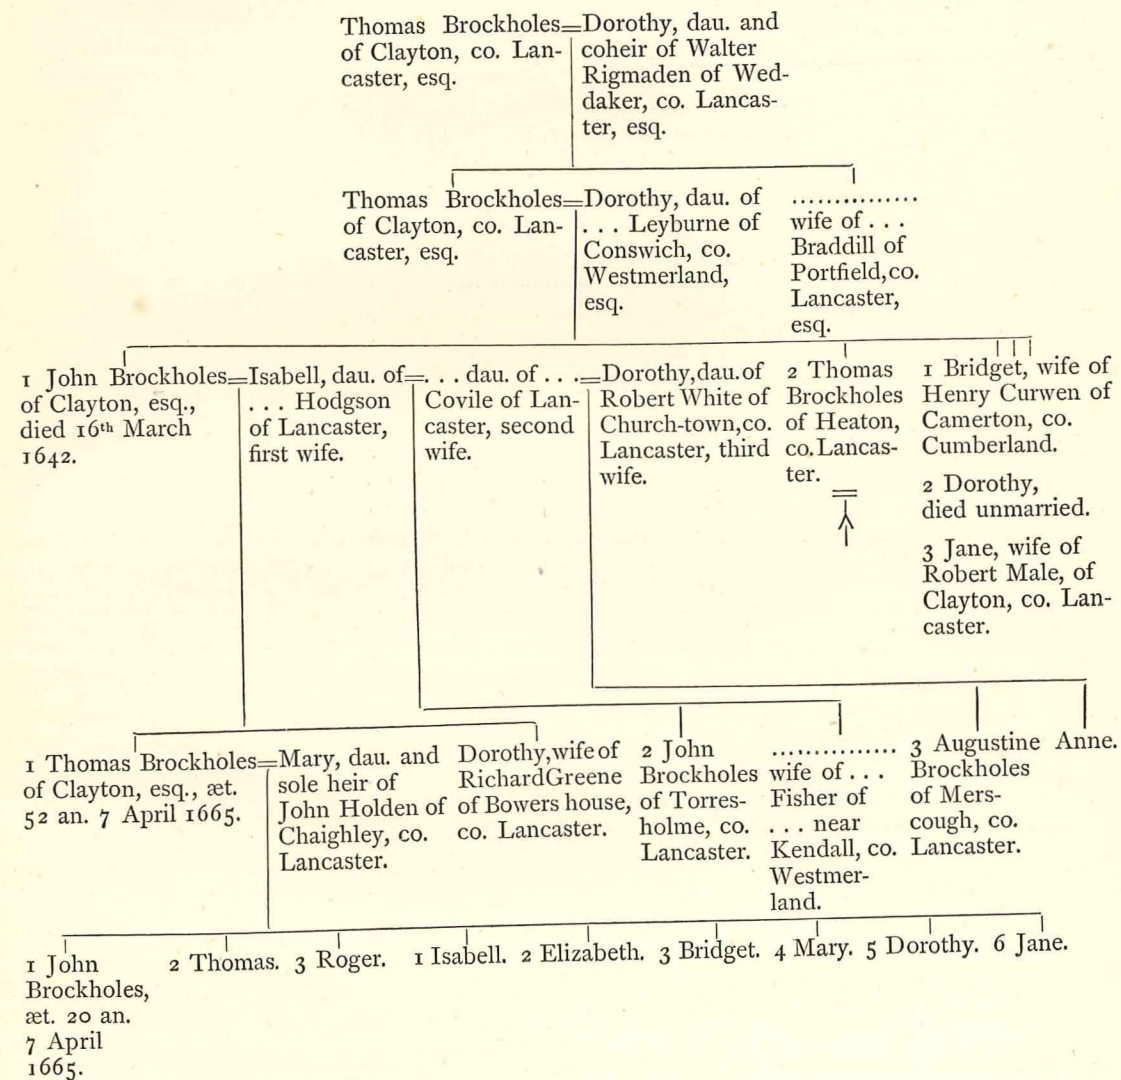 Thomas Brockholes=
of Clayton, co. Lan-
caster, esq.
Dorothy, dau. and
coheir of Walter
Rigmaden of Wed-
daker, co. Lancas-
ter, esq.
Thomas Brockholes=
of Clayton, co. Lan-
caster, esq.
Dorothy, dau. of
. . . Leyburne of
Conswich, co.
Westmerland,
esq.
...............
wife of . . .
Braddill of
Portfield, co.
Lancaster,
esq.
1 John Brockholes=
of Clayton, esq.,
died 16th March
1642.
Isabell, dau. of=
. . . Hodgson
of Lancaster,
first wife.
. . . dau. of . . .=
Covile of Lan-
caster, second
wife.
Dorothy, dau. of
Robert White of
Church-town, co.
Lancaster, third
wife.
2 Thomas
Brockholes
of Heaton,
co. Lancas-
ter.
1 Bridget, wife of
Henry Curwen of
Camerton, co.
Cumberland.
2 Dorothy,
died unmarried.
3 Jane, wife of
Robert Male, of
Clayton, co. Lan-
caster.
1 Thomas Brockholes=
of Clayton, esq., æt.
52 an. 7 April 1665.
Mary, dau. and
sole heir of
John Holden of
Chaighley, co.
Lancaster.
Dorothy, wife of
Richard Greene
of Bowers house,
co. Lancaster.
2 John
Brockholes
of Torres-
holme, co.
Lancaster.
...............
wife of . . .
Fisher of
. . . near
Kendall, co.
Westmer-
land.
3 Augustine
Brockholes
of Mers-
cough, co.
Lancaster.
Anne.
1 John
Brockholes,
æt. 20 an.
7 April
1665.
2 Thomas.
3 Roger.
1 Isabell.
2 Elizabeth.
3 Bridget.
4 Mary.
5 Dorothy.
6 Jane.